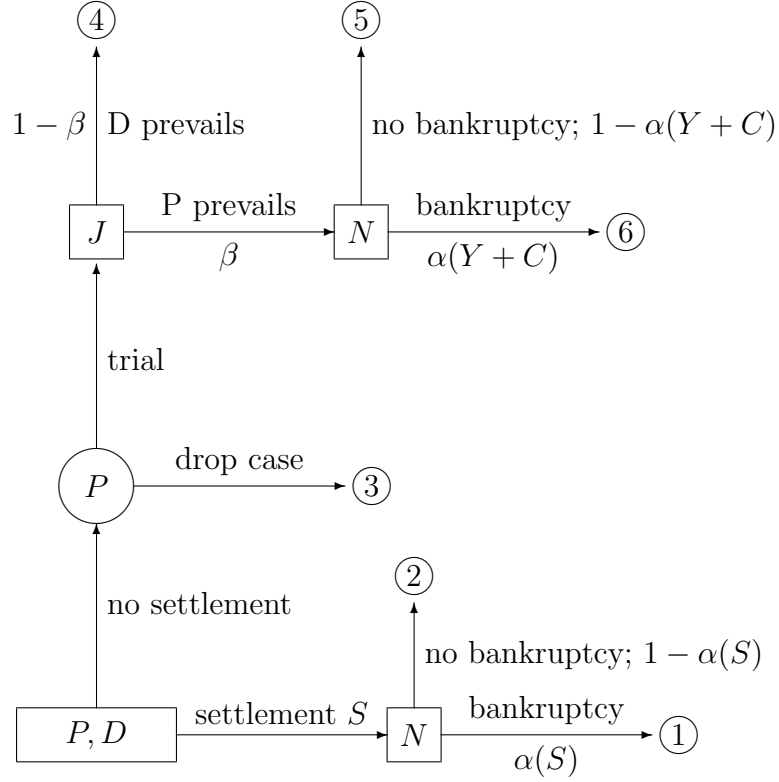 ④ ⑤
1 − β D prevails no bankruptcy; 1 − α(Y + C)
P prevails bankruptcy
J N ⑥
β α(Y + C)
trial
drop case
P ③
②
no settlement
no bankruptcy; 1 − α(S)
settlement S bankruptcy
P, D N ①
α(S)